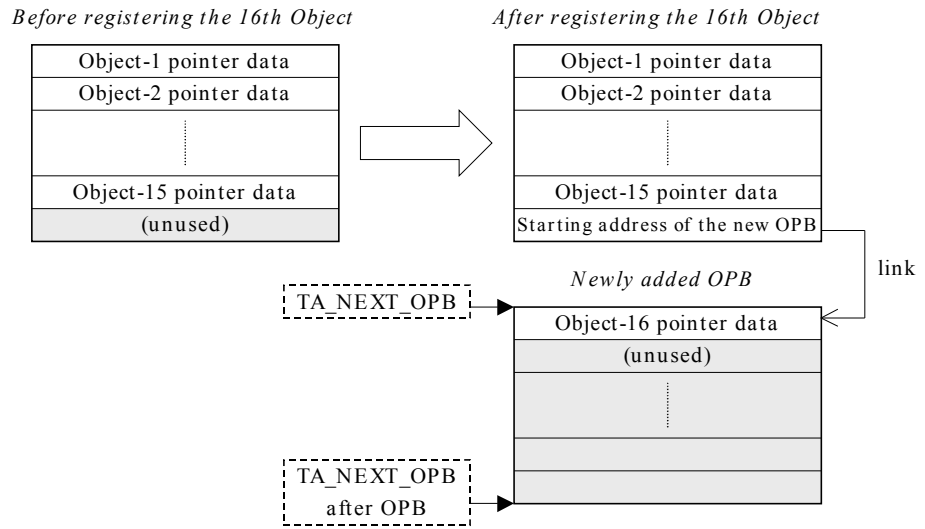 Before registering the 16th Object
After registering the 16th Object
Object-1 pointer data
Object-2 pointer data
Object-15 pointer data
(unused)
Object-1 pointer data
Object-2 pointer data
Object-15 pointer data
Starting address of the new OPB
link
Newly added OPB
TA_NEXT_OPB
Object-16 pointer data
(unused)
TA_NEXT_OPB
after OPB